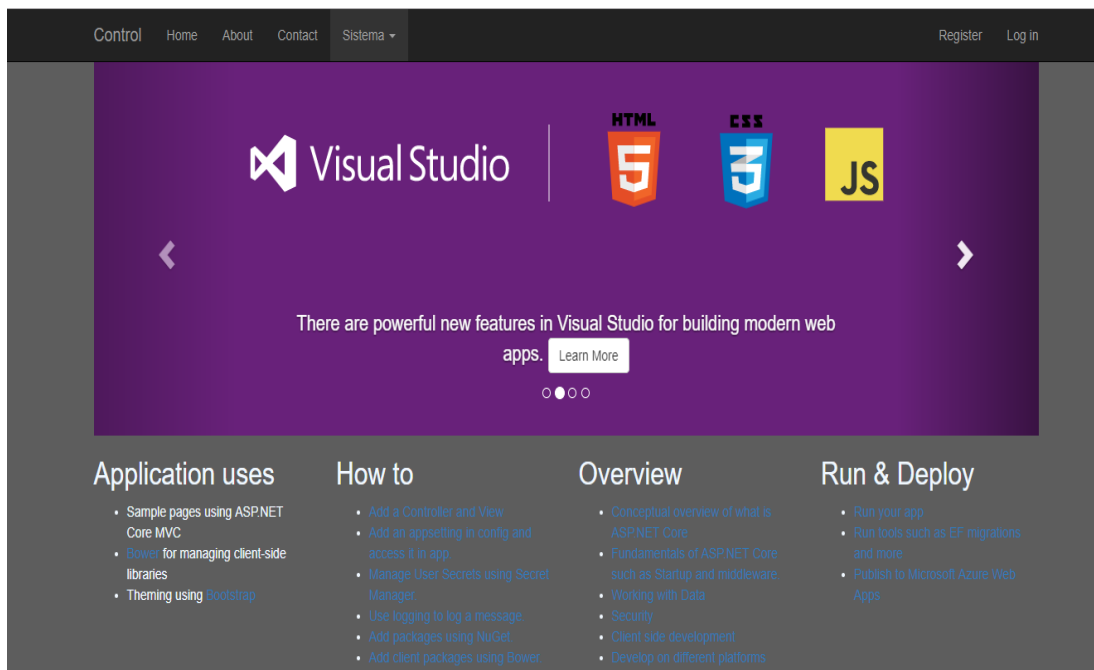 Control Home About Contact Sistema Register Log in
Visual Studio HTML 5 CSS 3 JS
There are powerful new features in Visual Studio for building modern web
apps. Learn More
Application uses
Sample pages using ASP.NET
Core MVC
Bower for managing client-side
libraries
Theming using Bootstrap
How to
Add a Controller and View
Add an appsetting in config and
access it in app.
Manage User Secrets using Secret
Manager.
Use logging to log a message.
Add packages using NuGet.
Add client packages using Bower.
Overview
Conceptual overview of what is
ASP.NET Core
Fundamentals of ASP.NET Core
such as Startup and middleware.
Working with Data
Security
Client side development
Develop on different platforms
Run & Deploy
Run your app
Run tools such as EF migrations
and more
Publish to Microsoft Azure Web
Apps